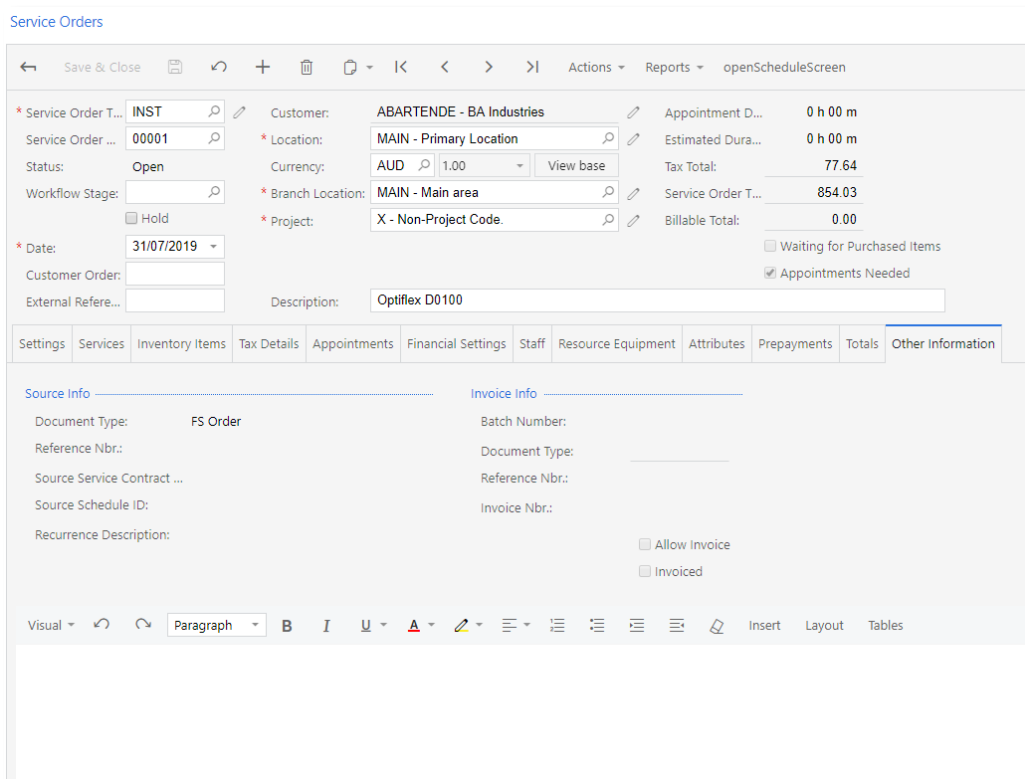 Service Orders
Save & Close Actions Reports openScheduleScreen
* Service Order T... INST Customer: ABARTENDE - BA Industries Appointment D... 0 h 00 m
Service Order ... 00001 * Location: MAIN - Primary Location Estimated Dura... 0 h 00 m
Status: Open Currency: AUD 1.00 View base Tax Total: 77.64
Workflow Stage: * Branch Location: MAIN - Main area Service Order T... 854.03
Hold * Project: X - Non-Project Code. Billable Total: 0.00
* Date: 31/07/2019 Waiting for Purchased Items
Customer Order: Appointments Needed
External Refere... Description: Optiflex D0100
Settings Services Inventory Items Tax Details Appointments Financial Settings Staff Resource Equipment Attributes Prepayments Totals Other Information
Source Info Invoice Info
Document Type: FS Order Batch Number:
Reference Nbr.: Document Type:
Source Service Contract ... Reference Nbr.:
Source Schedule ID: Invoice Nbr.:
Recurrence Description:
Allow Invoice
Invoiced
Visual Paragraph B I U A Insert Layout Tables